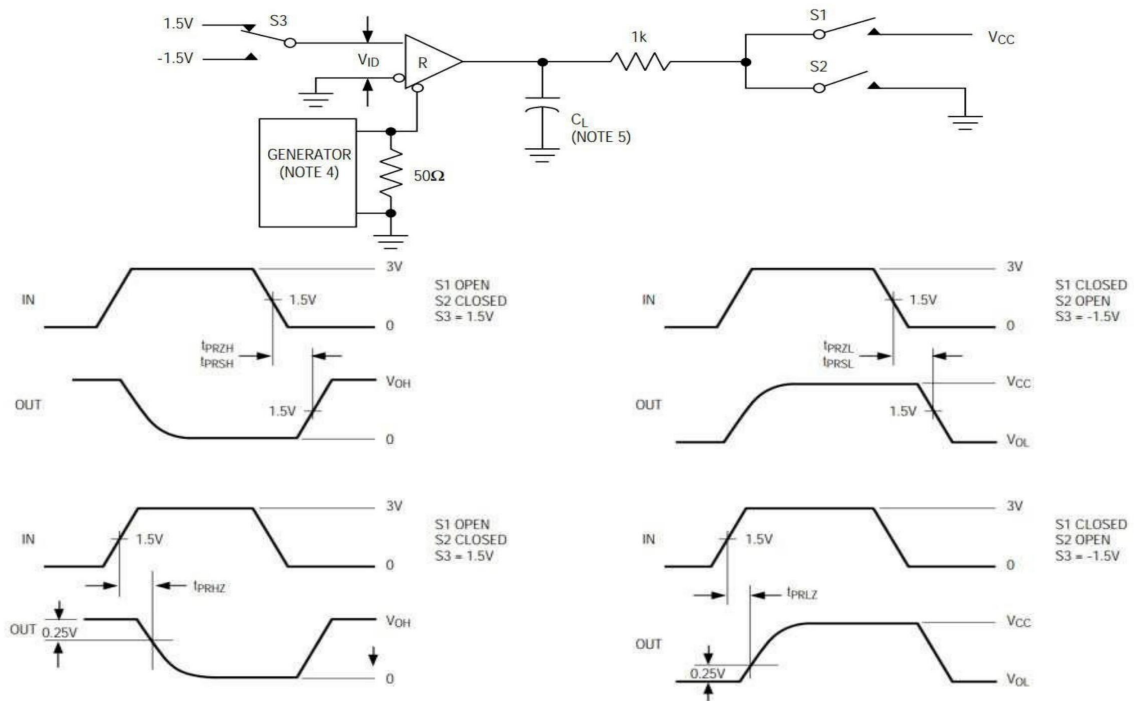 1.5V
S3
-1.5V
VID
R
1k
S1
VCC
S2
CL
(NOTE 5)
GENERATOR
(NOTE 4)
50Ω
IN
3V
1.5V
0
S1 OPEN
S2 CLOSED
S3 = 1.5V
tPRZH
tPRSH
OUT
VOH
1.5V
0
IN
3V
1.5V
0
S1 CLOSED
S2 OPEN
S3 = -1.5V
tPRZL
tPRSL
OUT
VCC
1.5V
VOL
IN
3V
1.5V
0
S1 OPEN
S2 CLOSED
S3 = 1.5V
tPRHZ
OUT
0.25V
VOH
0
IN
3V
1.5V
0
S1 CLOSED
S2 OPEN
S3 = -1.5V
tPRLZ
OUT
VCC
0.25V
VOL